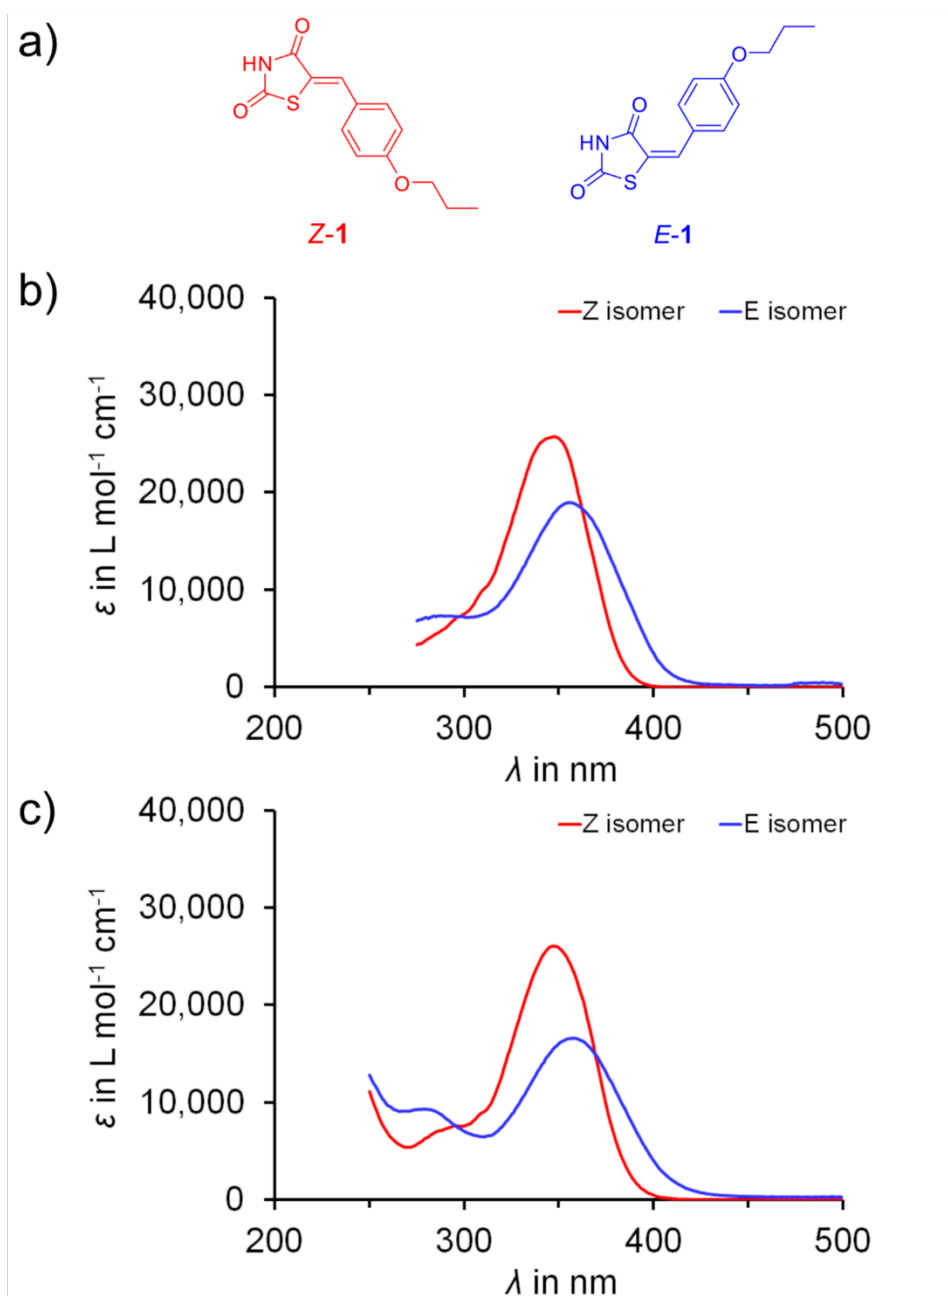 a)
O
HN
O
S
O
Z-1
O
O
HN
O
S
E-1
b)
40,000
30,000
20,000
10,000
0
ε in L mol⁻¹ cm⁻¹
Z isomer E isomer
200 300 400 500
λ in nm
c)
40,000
30,000
20,000
10,000
0
ε in L mol⁻¹ cm⁻¹
Z isomer E isomer
200 300 400 500
λ in nm